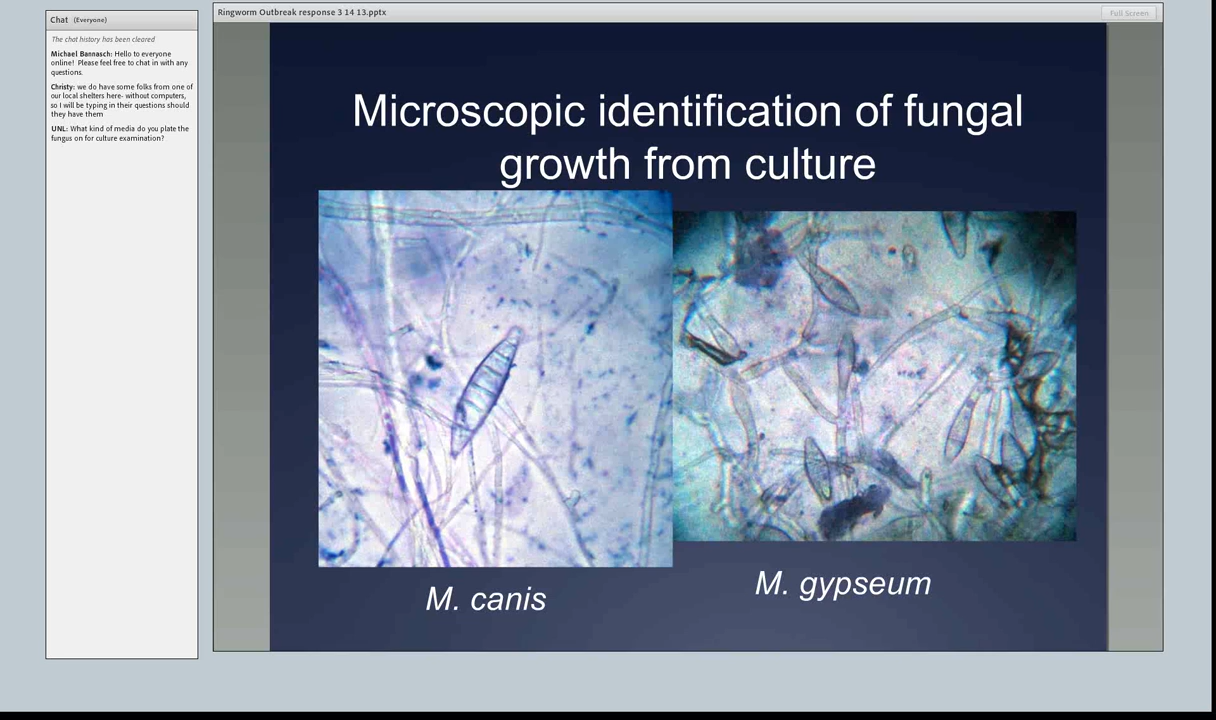 Chat (Everyone)
The chat history has been cleared
Michael Bannasch: Hello to everyone
online! Please feel free to chat in with any
questions.
Christy: we do have some folks from one of
our local shelters here- without computers,
so I will be typing in their questions should
they have them
UNL: What kind of media do you plate the
fungus on for culture examination?
Ringworm Outbreak response 3 14 13.pptx
Full Screen
Microscopic identification of fungal
growth from culture
M. canis
M. gypseum